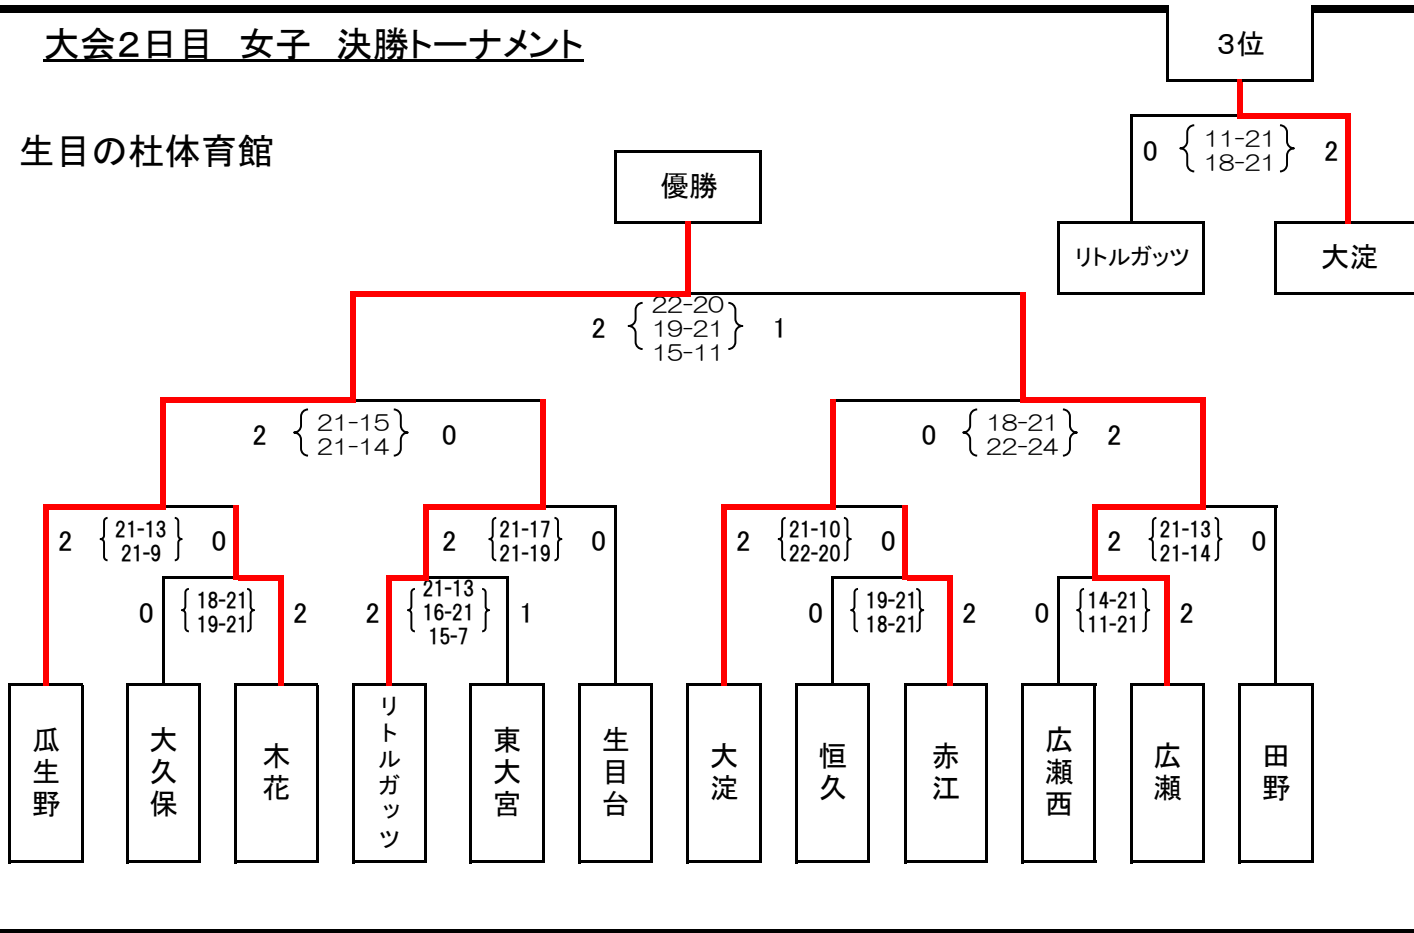 大会２日目　女子　決勝トーナメント
3位
生目の杜体育館
0 11-21 2
18-21
優勝
リトルガッツ 大淀
22-20
2 19-21 1
15-11
2 21-15 0
21-14
0 18-21 2
22-24
2 21-13 0
21-9
2 21-17 0
21-19
2 21-10 0
22-20
2 21-13 0
21-14
0 18-21 2
19-21
21-13
2 16-21 1
15-7
0 19-21 2
18-21
0 14-21 2
11-21
瓜生野
大久保
木花
リトルガッツ
東大宮
生目台
大淀
恒久
赤江
広瀬西
広瀬
田野